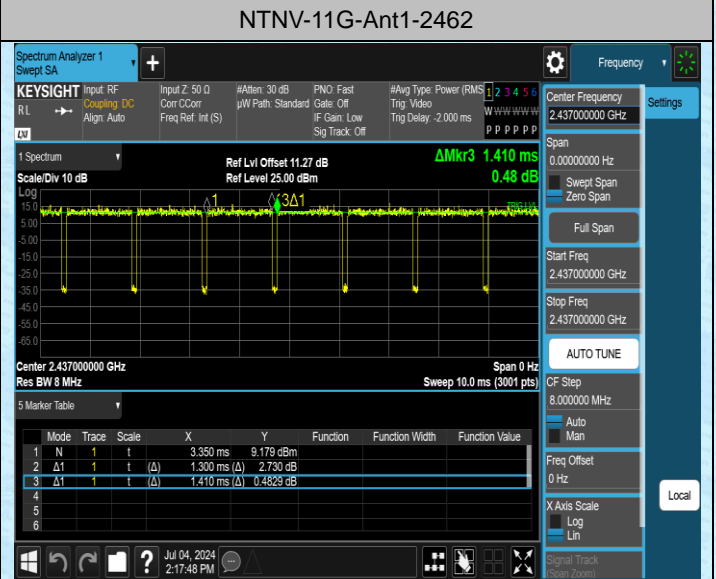 NTNV-11G-Ant1-2462
Spectrum Analyzer 1
Swept SA
Frequency
KEYSIGHT
RL
LXI
Input: RF
Coupling: DC
Align: Auto
Input Z: 50 Ω
Corr CCorr
Freq Ref: Int (S)
#Atten: 30 dB
µW Path: Standard
PNO: Fast
Gate: Off
IF Gain: Low
Sig Track: Off
#Avg Type: Power (RMS
Trig: Video
Trig Delay: -2.000 ms
1 2 3 4 5 6
W W W W W W
P P P P P P
1 Spectrum
Scale/Div 10 dB
Ref Lvl Offset 11.27 dB
Ref Level 25.00 dBm
ΔMkr3 1.410 ms
0.48 dB
Log
15.0
5.00
-5.00
-15.0
-25.0
-35.0
-45.0
-55.0
-65.0
1
3Δ1
TRIG LVL
Center 2.437000000 GHz
Res BW 8 MHz
Span 0 Hz
Sweep 10.0 ms (3001 pts)
5 Marker Table
Mode Trace Scale X Y Function Function Width Function Value
1 N 1 t 3.350 ms 9.179 dBm
2 Δ1 1 t (Δ) 1.300 ms (Δ) 2.730 dB
3 Δ1 1 t (Δ) 1.410 ms (Δ) 0.4829 dB
4
5
6
Jul 04, 2024
2:17:48 PM
Center Frequency
2.437000000 GHz
Span
0.00000000 Hz
Swept Span
Zero Span
Full Span
Start Freq
2.437000000 GHz
Stop Freq
2.437000000 GHz
AUTO TUNE
CF Step
8.000000 MHz
Auto
Man
Freq Offset
0 Hz
X Axis Scale
Log
Lin
Signal Track
(Span Zoom)
Settings
Local